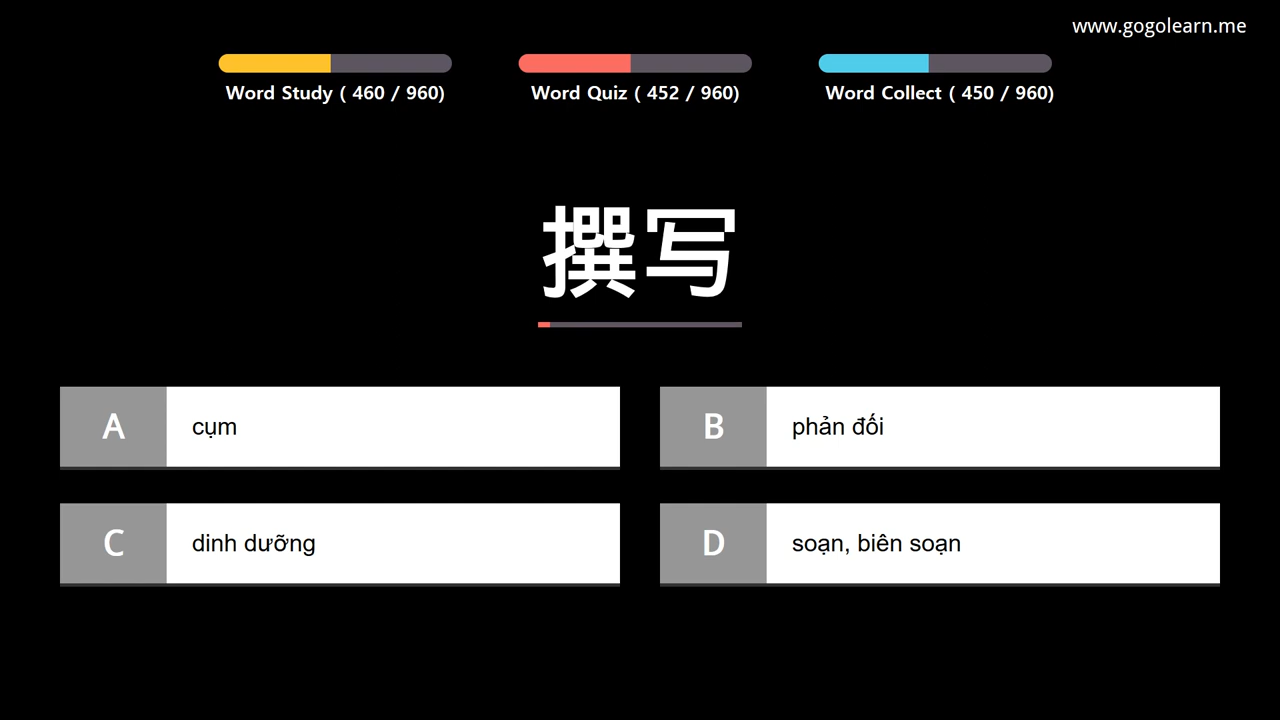 www.gogolearn.me
Word Study ( 460 / 960)
Word Quiz ( 452 / 960)
Word Collect ( 450 / 960)
撰写
A
cụm
B
phản đối
C
dinh dưỡng
D
soạn, biên soạn